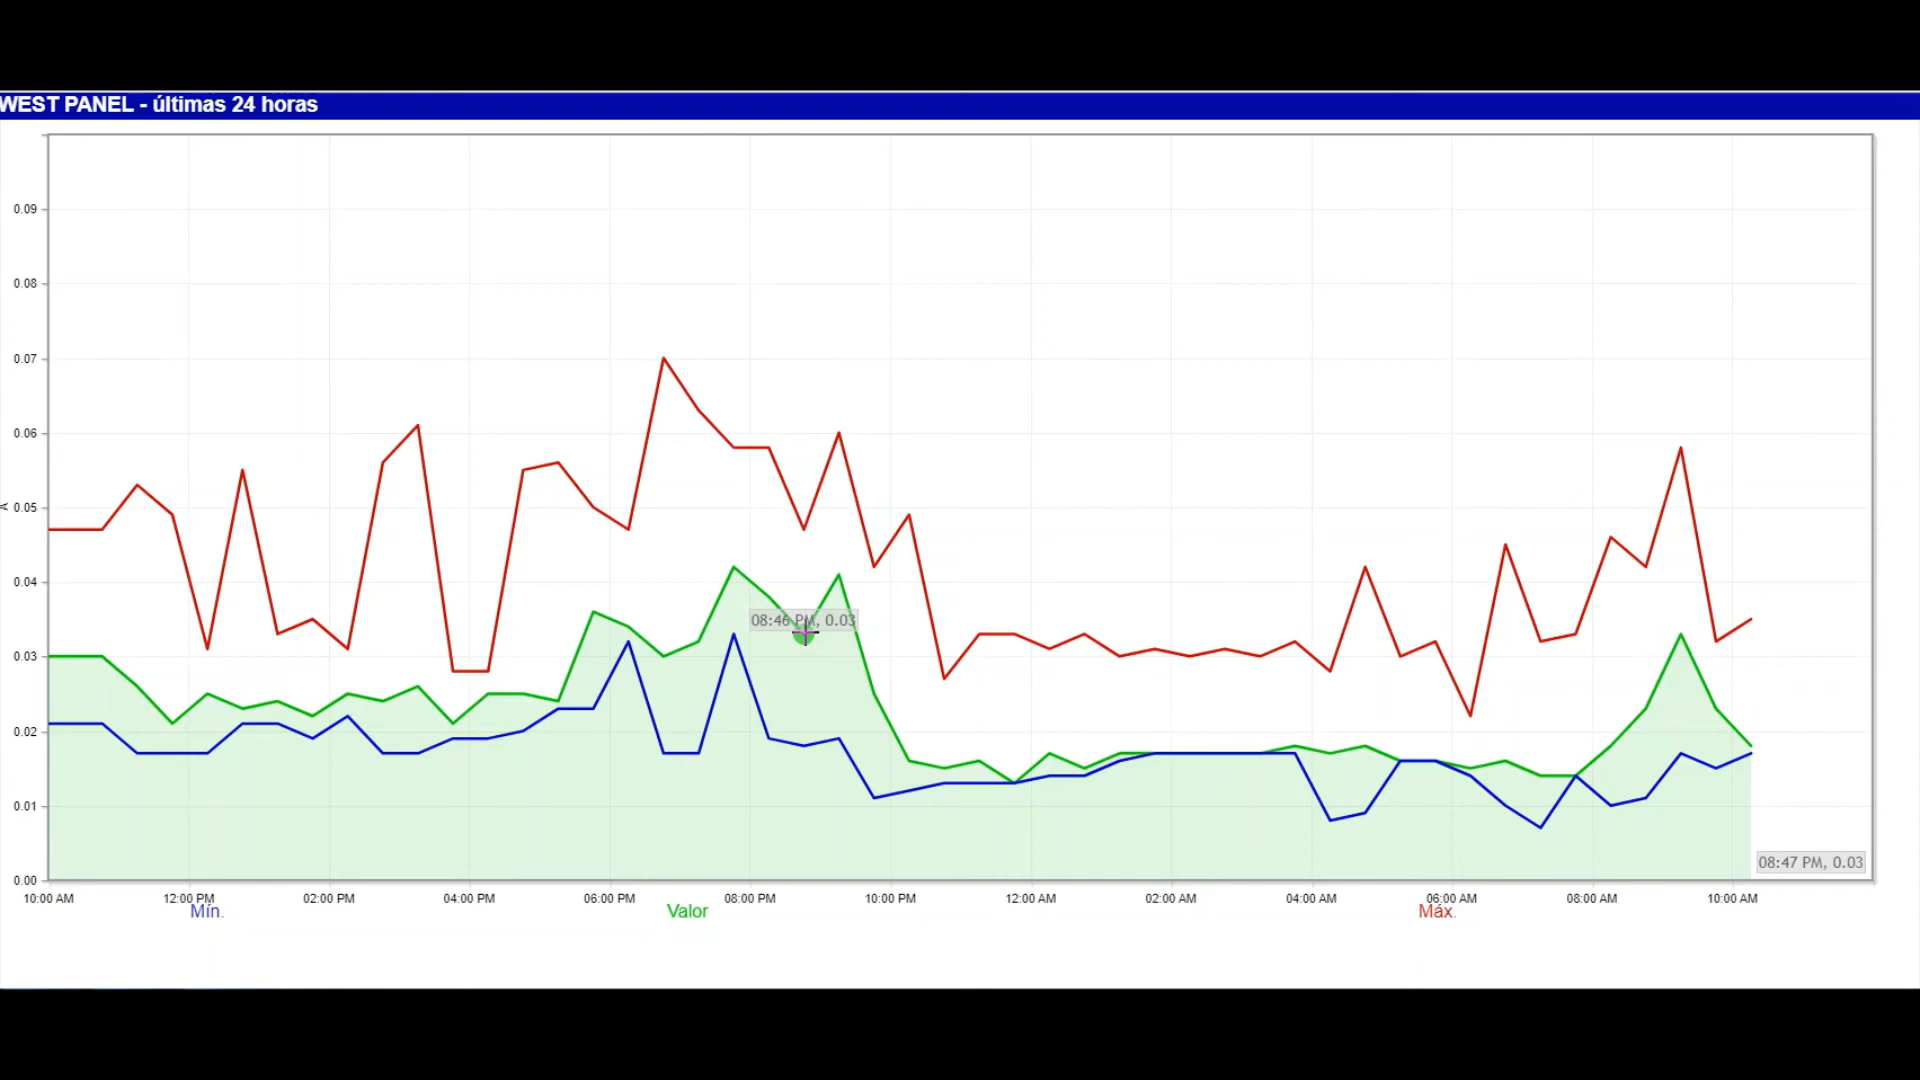 WEST PANEL - últimas 24 horas
0.09
0.08
0.07
0.06
A 0.05
0.04
08:46 PM, 0.03
0.03
0.02
0.01
08:47 PM, 0.03
0.00
10:00 AM 12:00 PM 02:00 PM 04:00 PM 06:00 PM 08:00 PM 10:00 PM 12:00 AM 02:00 AM 04:00 AM 06:00 AM 08:00 AM 10:00 AM
Mín. Valor Máx.